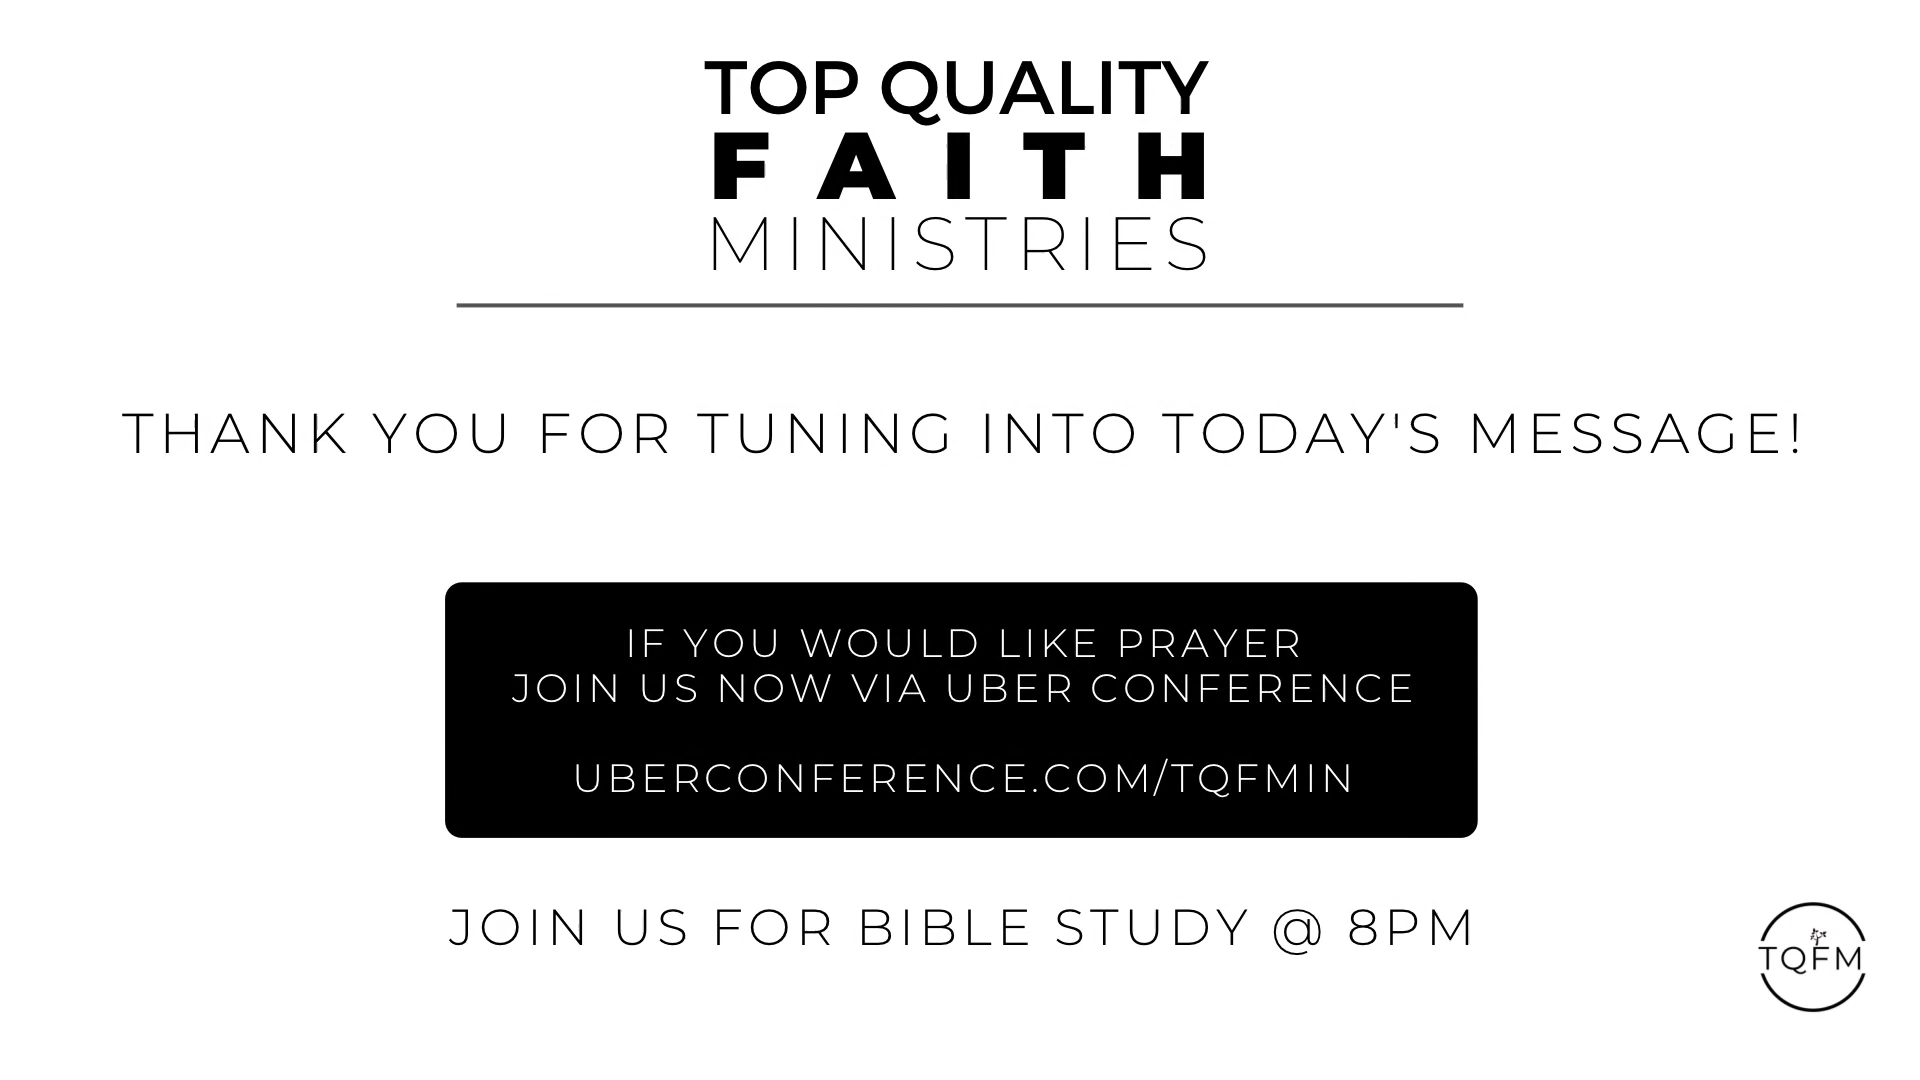 TOP QUALITY
FAITH
MINISTRIES
THANK YOU FOR TUNING INTO TODAY'S MESSAGE!
IF YOU WOULD LIKE PRAYER
JOIN US NOW VIA UBER CONFERENCE
UBERCONFERENCE.COM/TQFMIN
JOIN US FOR BIBLE STUDY @ 8PM
TQFM